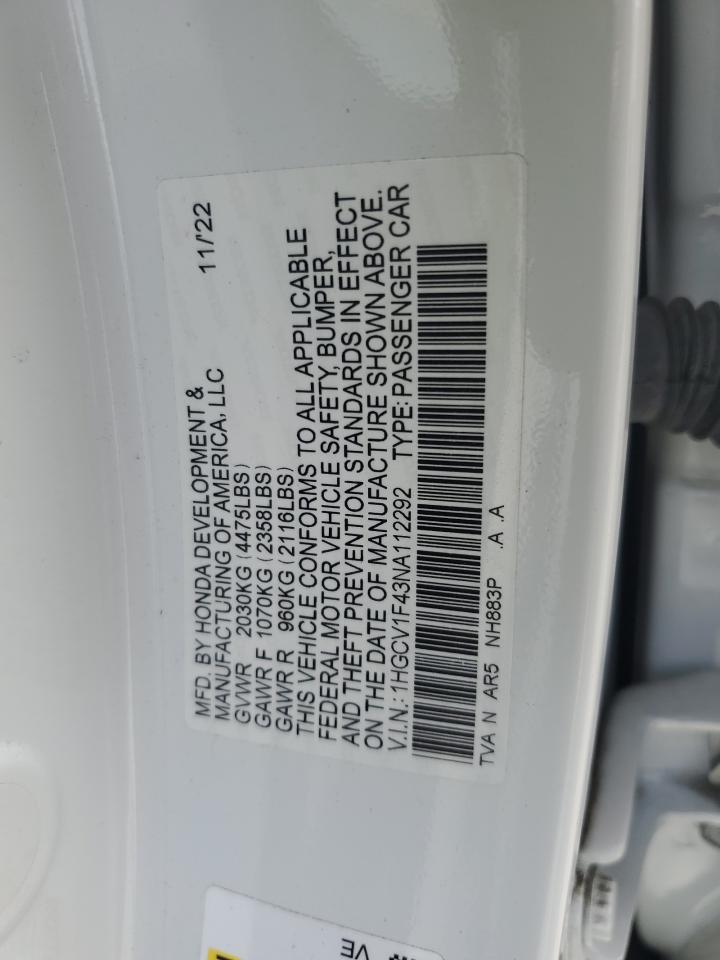 MFD. BY HONDA DEVELOPMENT & 11/'22
MANUFACTURING OF AMERICA, LLC
GVWR 2030KG (4475LBS)
GAWR F 1070KG (2358LBS)
GAWR R 960KG (2116LBS)
THIS VEHICLE CONFORMS TO ALL APPLICABLE
FEDERAL MOTOR VEHICLE SAFETY, BUMPER,
AND THEFT PREVENTION STANDARDS IN EFFECT
ON THE DATE OF MANUFACTURE SHOWN ABOVE.
V.I.N.: 1HGCV1F43NA112292 TYPE: PASSENGER CAR
TVA N AR5 NH883P .A .A
VE